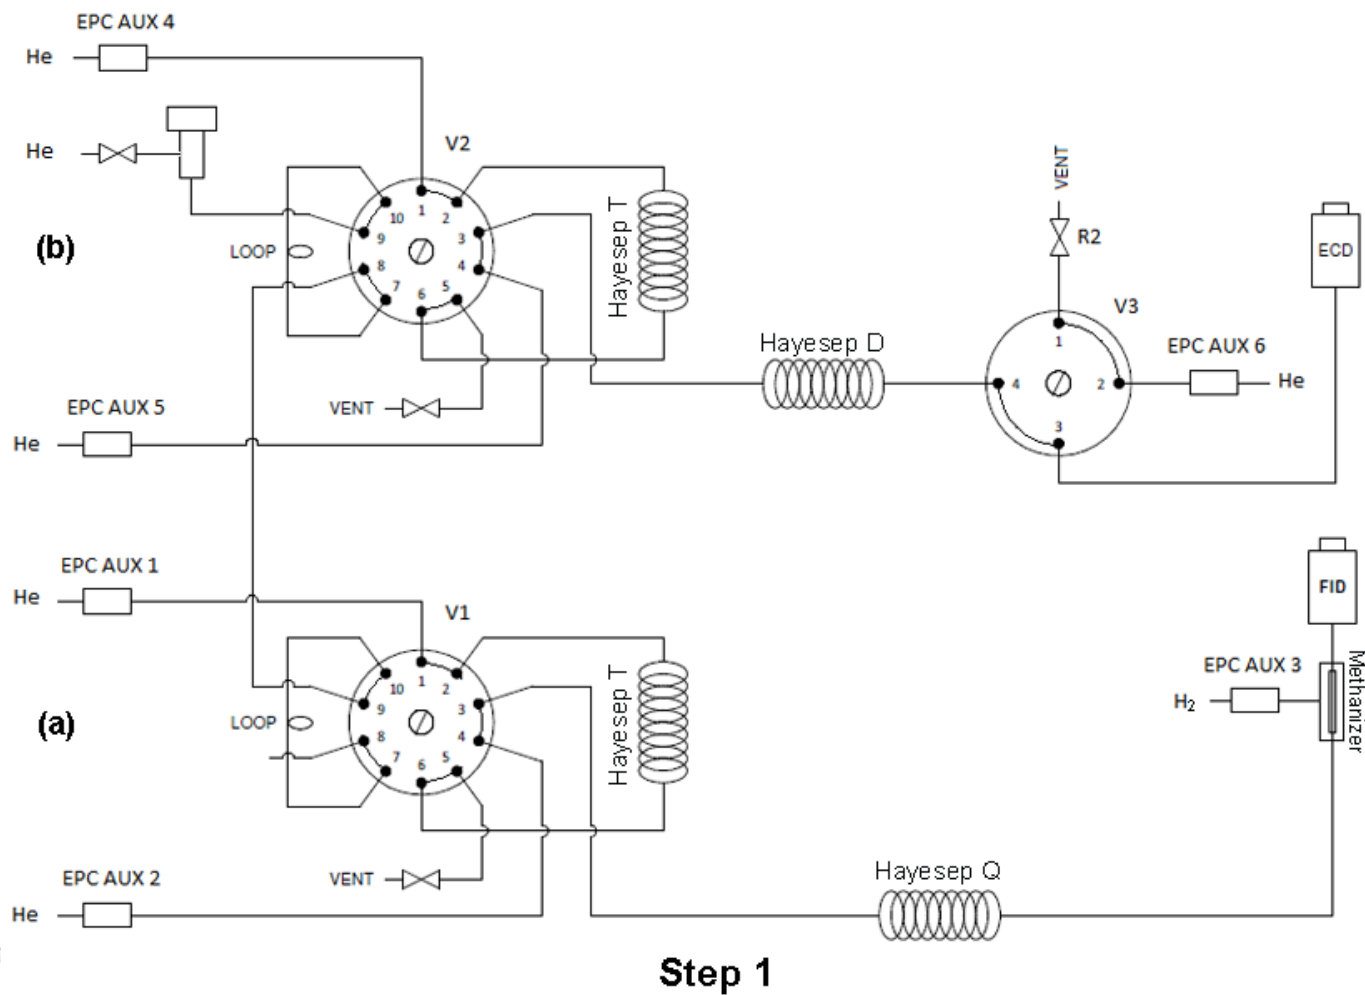 EPC AUX 4
He
He
V2
VENT
R2
(b)
LOOP
1
2
3
4
5
6
7
8
9
10
Hayesep T
ECD
V3
Hayesep D
1
2
3
4
EPC AUX 6
He
VENT
EPC AUX 5
He
EPC AUX 1
He
V1
FID
EPC AUX 3
H2
Methanizer
(a)
LOOP
1
2
3
4
5
6
7
8
9
10
Hayesep T
VENT
EPC AUX 2
He
Hayesep Q
Step 1